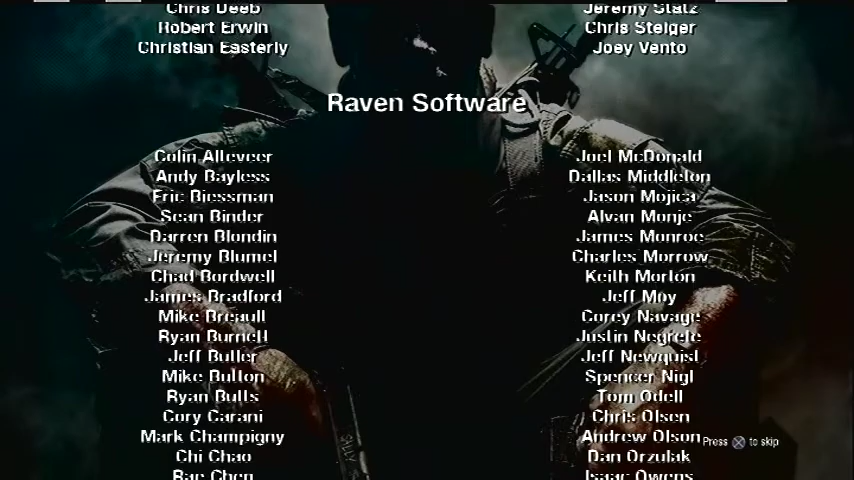 Chris Deeb
Robert Erwin
Christian Easterly
Jeremy Statz
Chris Steiger
Joey Vento
Raven Software
Colin Alteveer
Andy Bayless
Eric Biessman
Sean Binder
Darren Blondin
Jeremy Blumel
Chad Bordwell
James Bradford
Mike Breault
Ryan Burnell
Jeff Butler
Mike Button
Ryan Butts
Cory Carani
Mark Champigny
Chi Chao
Rae Chen
Joel McDonald
Dallas Middleton
Jason Mojica
Alvan Monje
James Monroe
Charles Morrow
Keith Morton
Jeff Moy
Corey Navage
Justin Negrete
Jeff Newquist
Spencer Nigl
Tom Odell
Chris Olsen
Andrew Olson
Dan Orzulak
Isaac Owens
Press X to skip